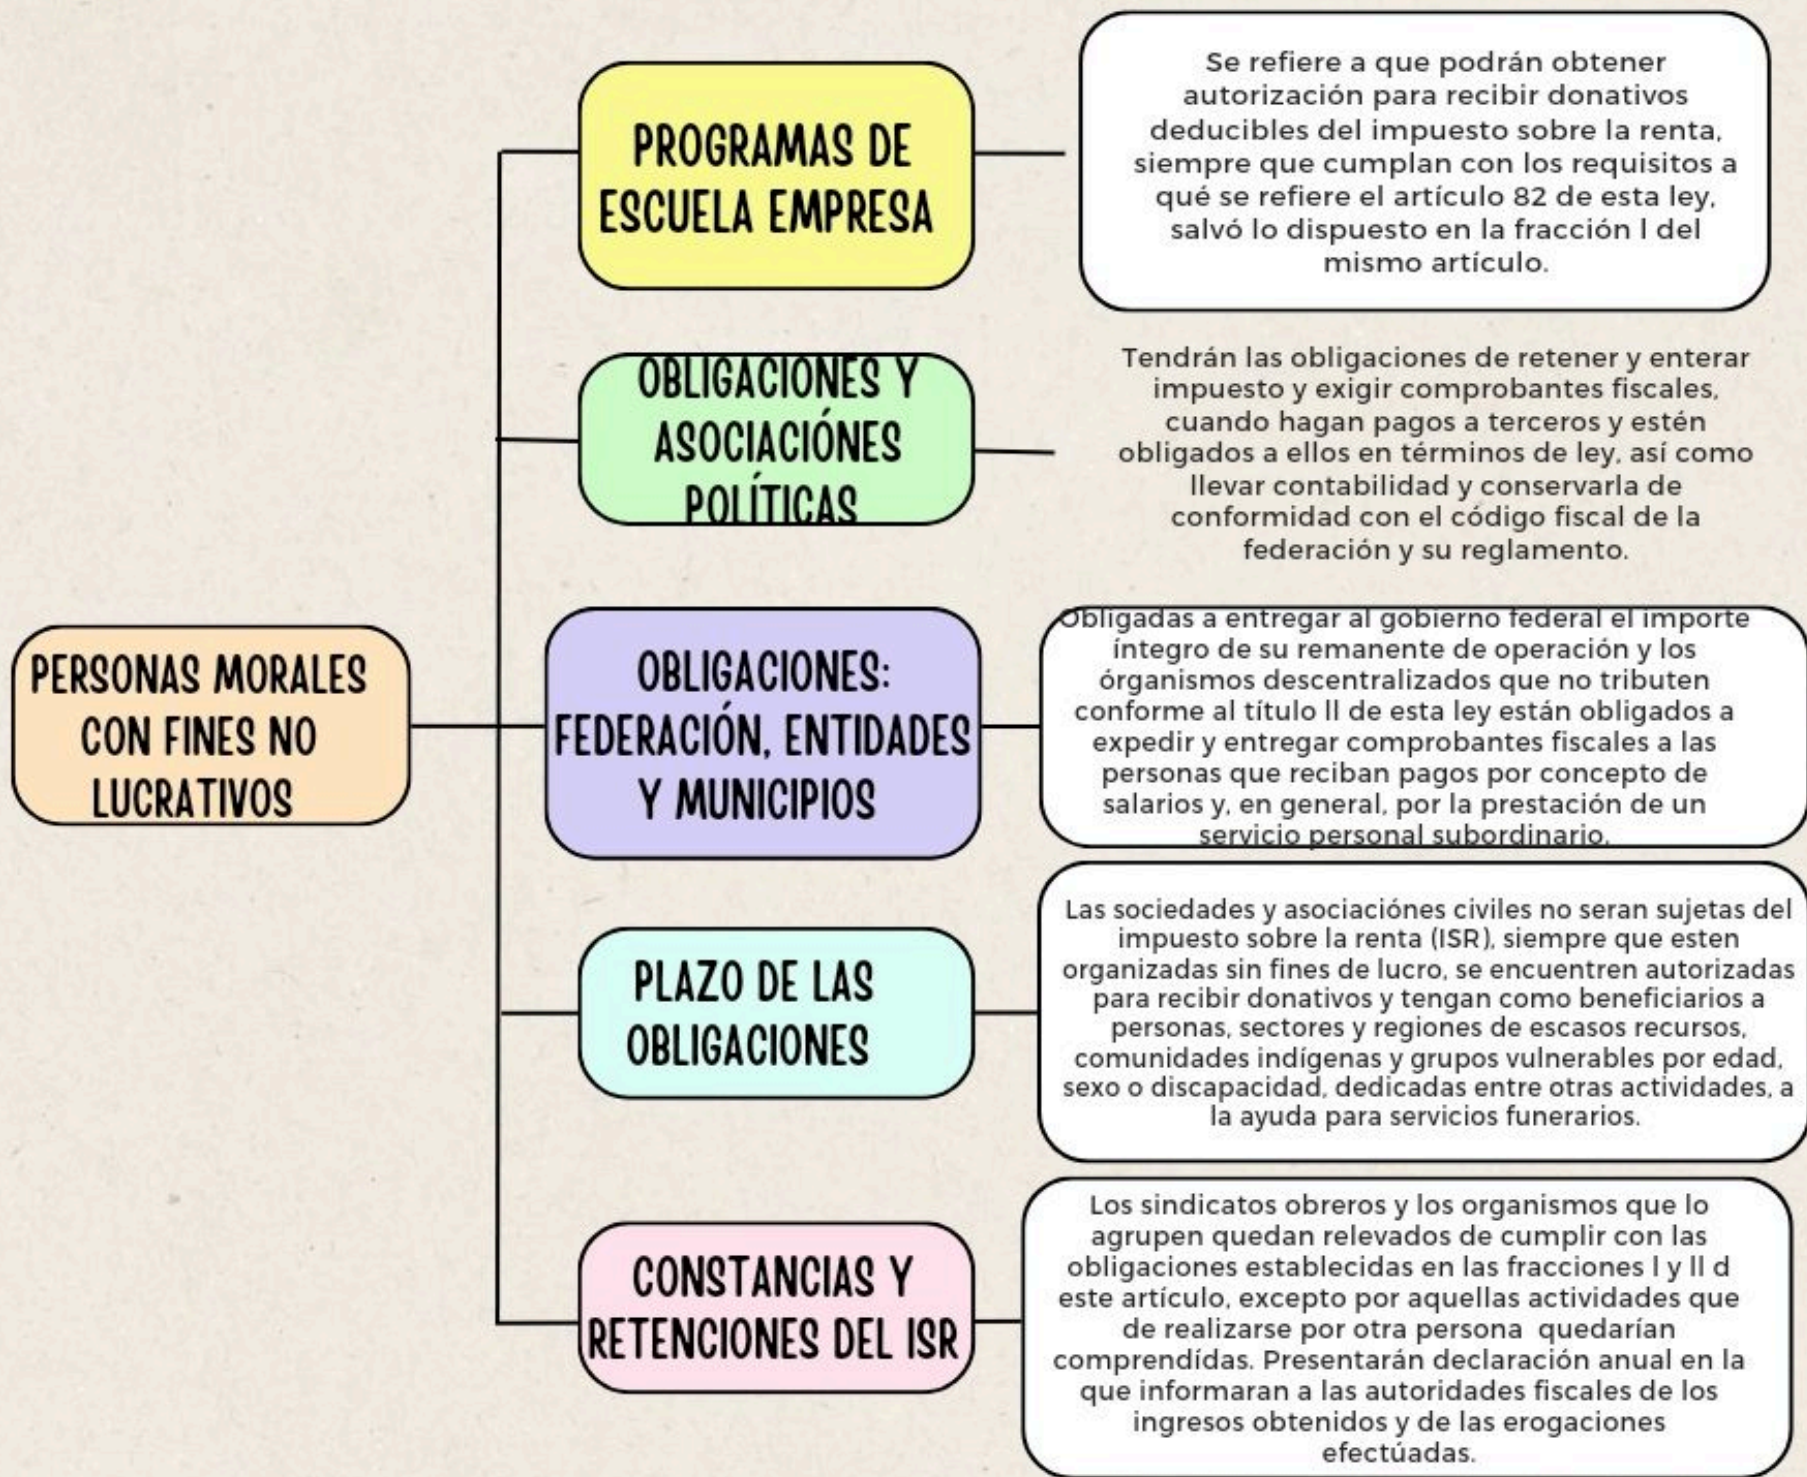 PERSONAS MORALES
CON FINES NO
LUCRATIVOS
PROGRAMAS DE
ESCUELA EMPRESA
Se refiere a que podrán obtener
autorización para recibir donativos
deducibles del impuesto sobre la renta,
siempre que cumplan con los requisitos a
qué se refiere el artículo 82 de esta ley,
salvó lo dispuesto en la fracción l del
mismo artículo.
OBLIGACIONES Y
ASOCIACIÓNES
POLÍTICAS
Tendrán las obligaciones de retener y enterar
impuesto y exigir comprobantes fiscales,
cuando hagan pagos a terceros y estén
obligados a ellos en términos de ley, así como
llevar contabilidad y conservarla de
conformidad con el código fiscal de la
federación y su reglamento.
OBLIGACIONES:
FEDERACIÓN, ENTIDADES
Y MUNICIPIOS
Obligadas a entregar al gobierno federal el importe
íntegro de su remanente de operación y los
órganismos descentralizados que no tributen
conforme al título ll de esta ley están obligados a
expedir y entregar comprobantes fiscales a las
personas que reciban pagos por concepto de
salarios y, en general, por la prestación de un
servicio personal subordinario.
PLAZO DE LAS
OBLIGACIONES
Las sociedades y asociaciónes civiles no seran sujetas del
impuesto sobre la renta (ISR), siempre que esten
organizadas sin fines de lucro, se encuentren autorizadas
para recibir donativos y tengan como beneficiarios a
personas, sectores y regiones de escasos recursos,
comunidades indígenas y grupos vulnerables por edad,
sexo o discapacidad, dedicadas entre otras actividades, a
la ayuda para servicios funerarios.
CONSTANCIAS Y
RETENCIONES DEL ISR
Los sindicatos obreros y los organismos que lo
agrupen quedan relevados de cumplir con las
obligaciones establecidas en las fracciones l y ll d
este artículo, excepto por aquellas actividades que
de realizarse por otra persona quedarían
comprendídas. Presentarán declaración anual en la
que informaran a las autoridades fiscales de los
ingresos obtenidos y de las erogaciones
efectúadas.